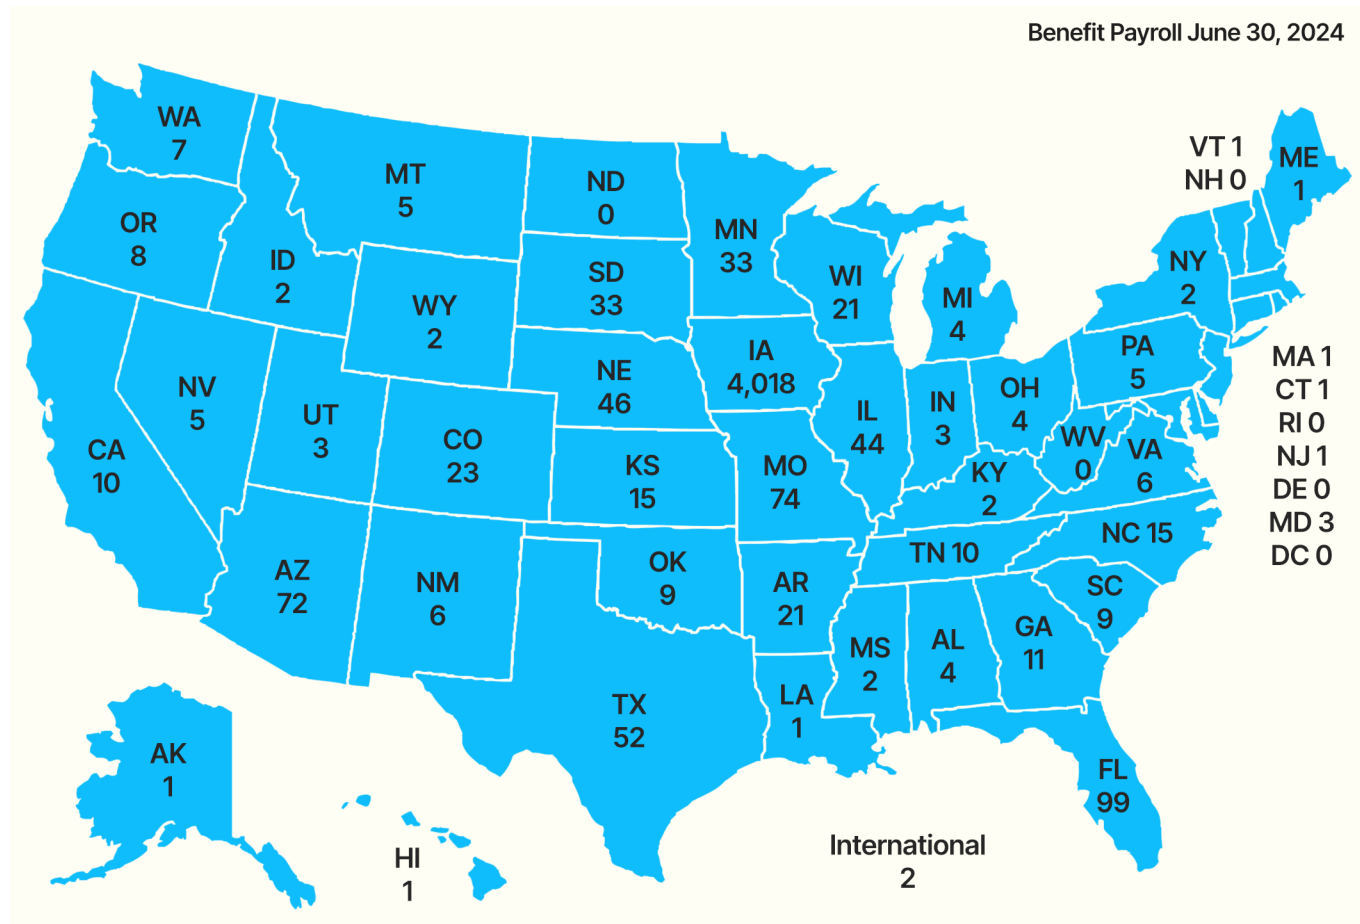 Benefit Payroll June 30, 2024
WA
7
MT
5
ND
0
MN
33
VT 1
NH 0
ME
1
OR
8
ID
2
WY
2
SD
33
WI
21
MI
4
NY
2
NV
5
UT
3
CO
23
NE
46
IA
4,018
IL
44
IN
3
OH
4
PA
5
MA 1
CT 1
RI 0
NJ 1
DE 0
MD 3
DC 0
CA
10
KS
15
MO
74
KY
2
WV
0
VA
6
AZ
72
NM
6
OK
9
AR
21
TN 10
NC 15
SC
9
MS
2
AL
4
GA
11
TX
52
LA
1
FL
99
AK
1
HI
1
International
2